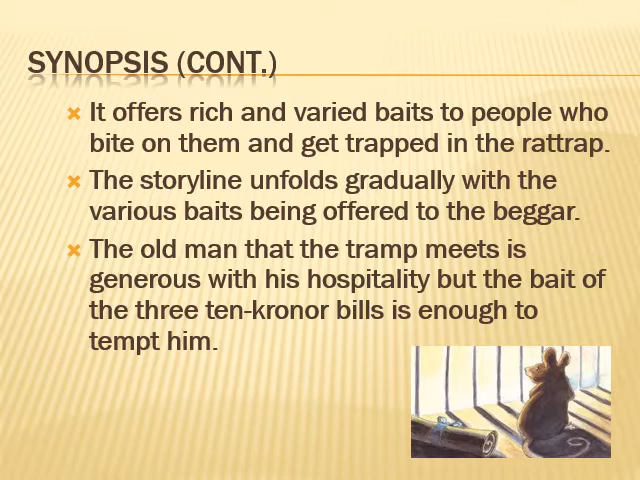 SYNOPSIS (CONT.)
It offers rich and varied baits to people who
bite on them and get trapped in the rattrap.
The storyline unfolds gradually with the
various baits being offered to the beggar.
The old man that the tramp meets is
generous with his hospitality but the bait of
the three ten-kronor bills is enough to
tempt him.